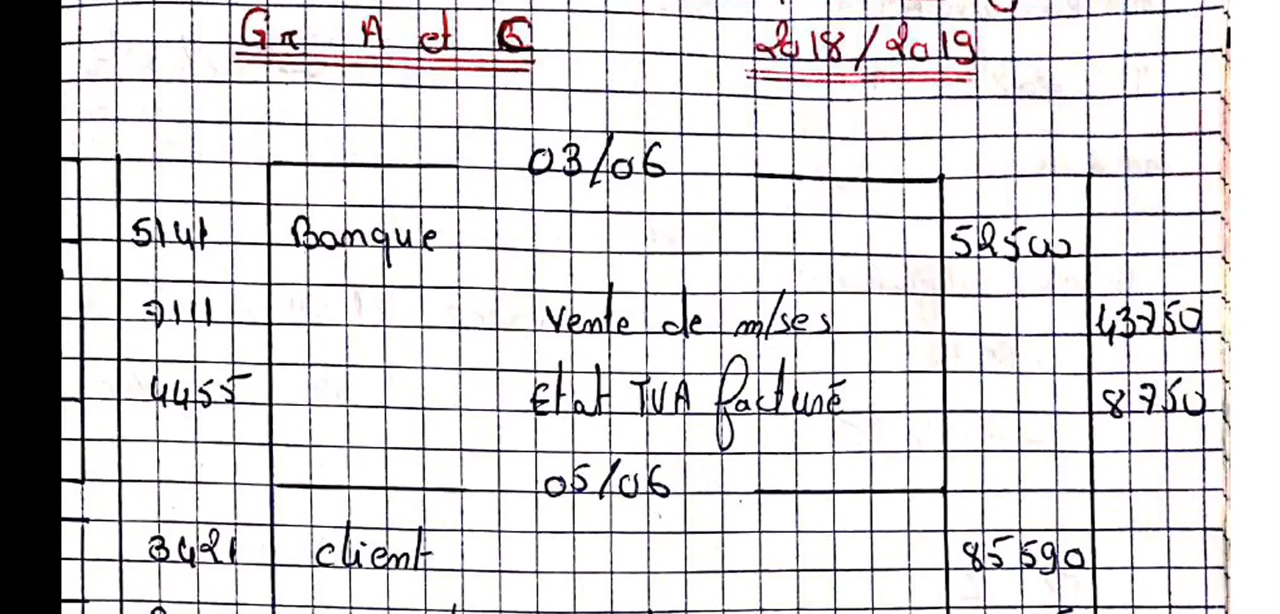 Gr A et G 2018/2019
03/06
5141 Banque 52500
7111 Vente de m/ses 43750
4455 Etat TVA facturé 8750
05/06
3421 client 85590